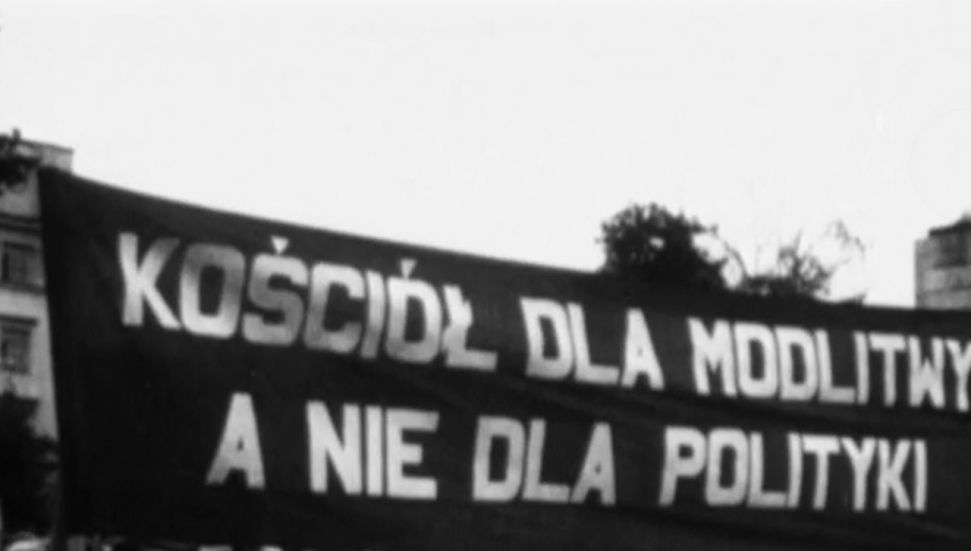 KOŚCIÓŁ DLA MODLITWY
A NIE DLA POLITYKI